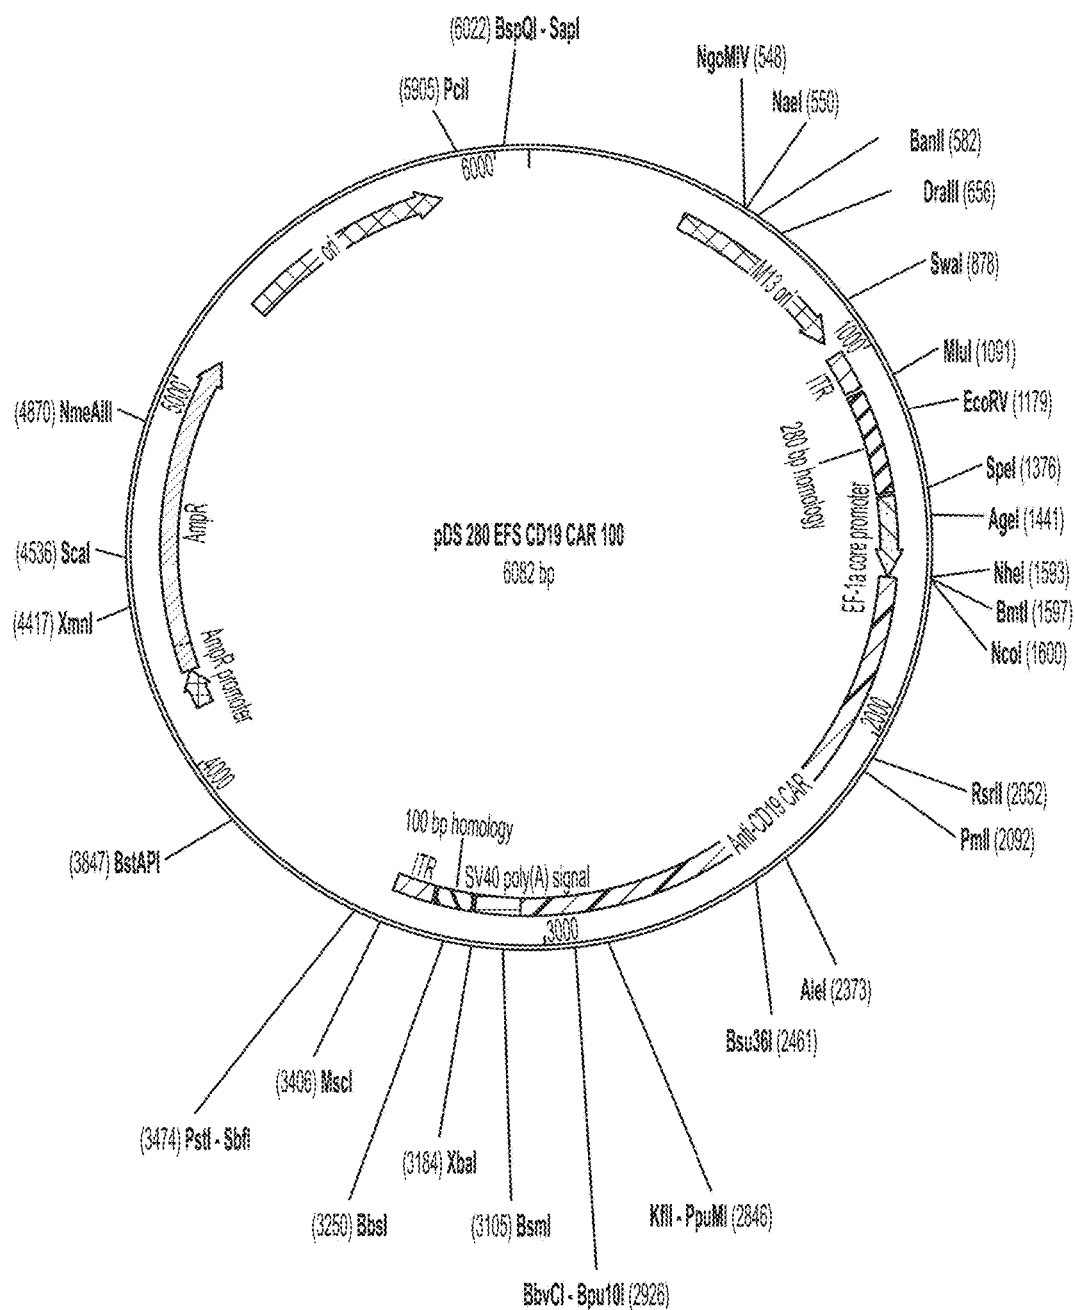 (6022) BspQI - SapI
NgoMIV (548)
(5905) PciI
NaeI (550)
BanII (582)
6000
DraIII (656)
ori
M13 ori
SwaI (878)
1000
MluI (1091)
ITR
5000
EcoRV (1179)
(4870) NmeAIII
280 bp homology
SpeI (1376)
AmpR
pDS 280 EFS CD19 CAR 100
6082 bp
EF-1a core promoter
AgeI (1441)
(4536) ScaI
NheI (1593)
BmtI (1597)
(4417) XmnI
NcoI (1600)
AmpR promoter
2000
4000
RsrII (2052)
Anti-CD19 CAR
100 bp homology
PmlI (2092)
(3847) BstAPI
ITR
SV40 poly(A) signal
3000
AleI (2373)
Bsu36I (2461)
(3406) MscI
(3474) PstI - SbfI
(3184) XbaI
KflI - PpuMI (2846)
(3250) BbsI
(3105) BsmI
BbvCI - Bpu10I (2926)